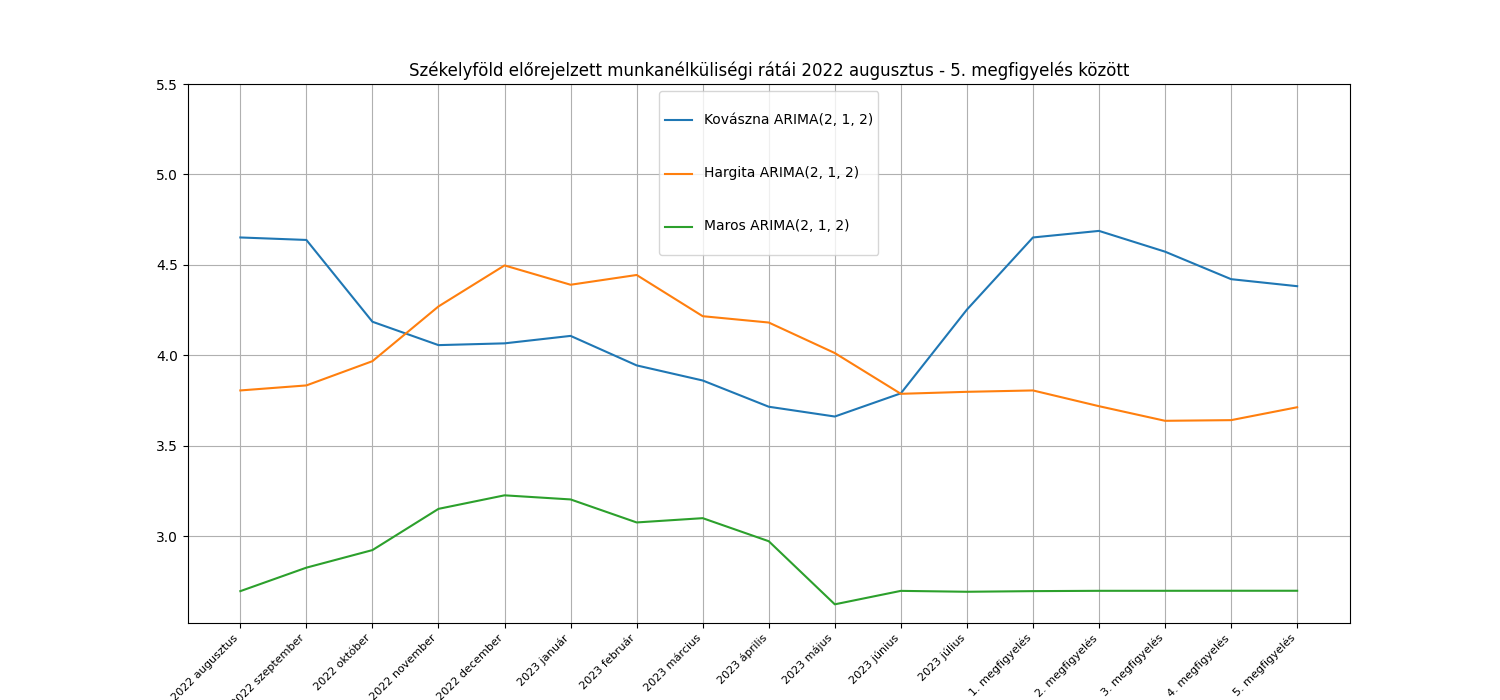 Székelyföld előrejelzett munkanélküliségi rátái 2022 augusztus - 5. megfigyelés között
5.5
5.0
4.5
4.0
3.5
3.0
Kovászna ARIMA(2, 1, 2)
Hargita ARIMA(2, 1, 2)
Maros ARIMA(2, 1, 2)
2022 augusztus
2022 szeptember
2022 október
2022 november
2022 december
2023 január
2023 február
2023 március
2023 április
2023 május
2023 június
2023 július
1. megfigyelés
2. megfigyelés
3. megfigyelés
4. megfigyelés
5. megfigyelés